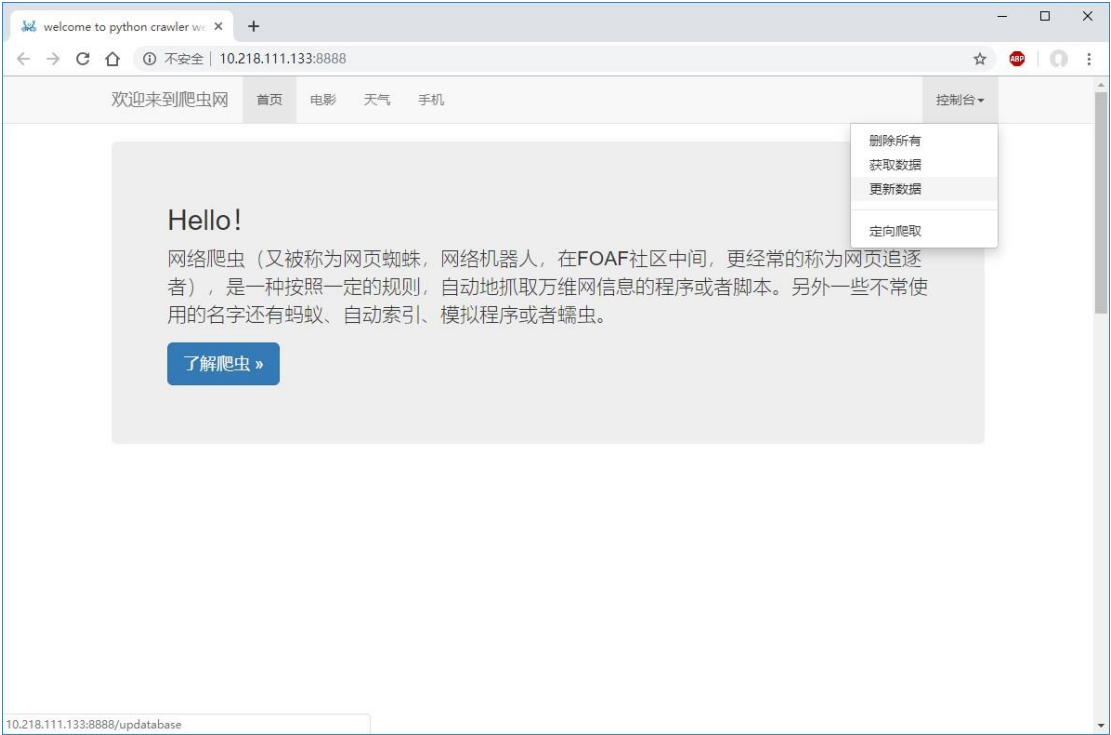 welcome to python crawler we
不安全
10.218.111.133:8888
ABP
欢迎来到爬虫网 首页 电影 天气 手机 控制台
删除所有
获取数据
更新数据
定向爬取
Hello!
网络爬虫（又被称为网页蜘蛛，网络机器人，在FOAF社区中间，更经常的称为网页追逐
者），是一种按照一定的规则，自动地抓取万维网信息的程序或者脚本。另外一些不常使
用的名字还有蚂蚁、自动索引、模拟程序或者蠕虫。
了解爬虫 »
10.218.111.133:8888/updatabase